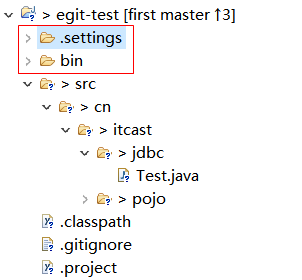 > egit-test [first master ↑3]
> .settings
bin
> src
> cn
> itcast
> jdbc
Test.java
> pojo
.classpath
.gitignore
.project